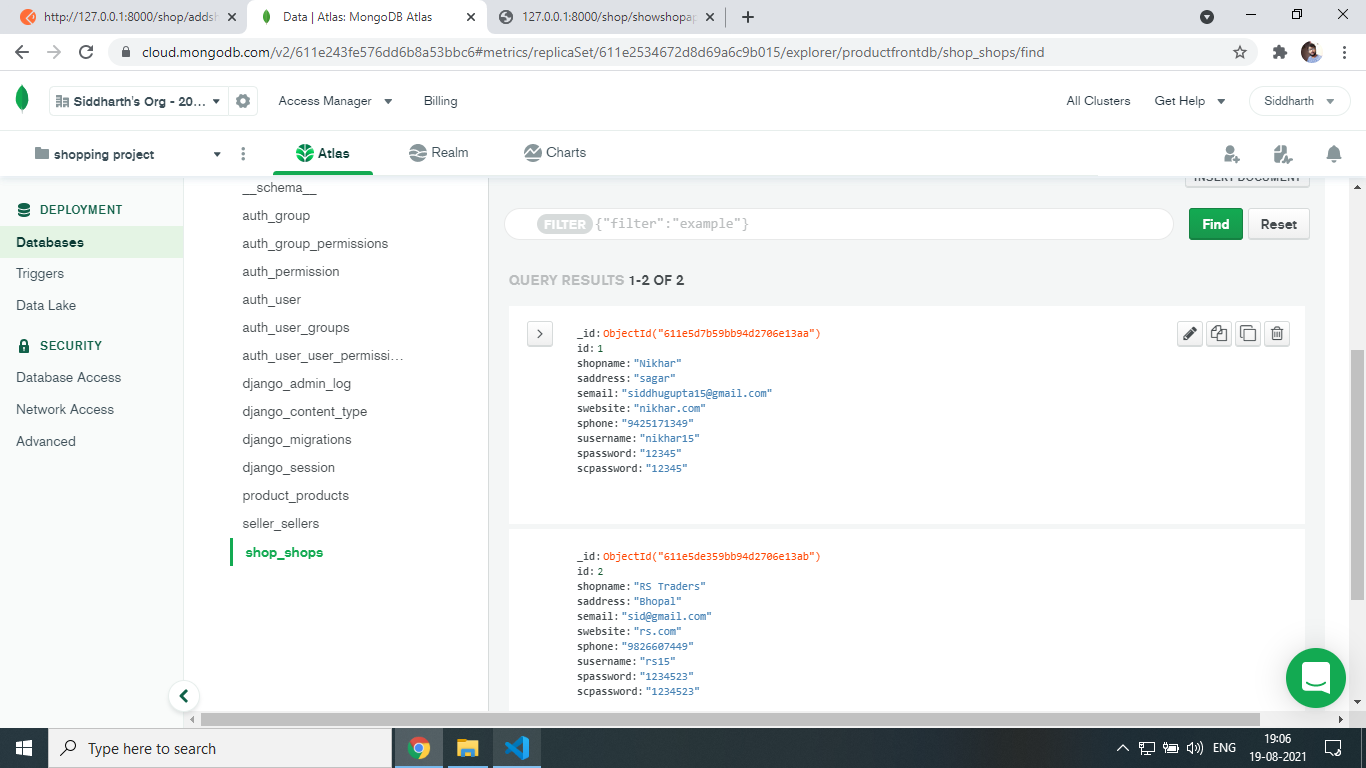 http://127.0.0.1:8000/shop/addsh
Data | Atlas: MongoDB Atlas
127.0.0.1:8000/shop/showshopap
cloud.mongodb.com/v2/611e243fe576dd6b8a53bbc6#metrics/replicaSet/611e2534672d8d69a6c9b015/explorer/productfrontdb/shop_shops/find
Siddharth's Org - 20...
Access Manager
Billing
All Clusters
Get Help
Siddharth
shopping project
Atlas
Realm
Charts
DEPLOYMENT
Databases
Triggers
Data Lake
SECURITY
Database Access
Network Access
Advanced
__schema__
auth_group
auth_group_permissions
auth_permission
auth_user
auth_user_groups
auth_user_user_permissi...
django_admin_log
django_content_type
django_migrations
django_session
product_products
seller_sellers
shop_shops
INSERT DOCUMENT
FILTER {"filter":"example"}
Find
Reset
QUERY RESULTS 1-2 OF 2
_id: ObjectId("611e5d7b59bb94d2706e13aa")
id: 1
shopname: "Nikhar"
saddress: "sagar"
semail: "siddhugupta15@gmail.com"
swebsite: "nikhar.com"
sphone: "9425171349"
susername: "nikhar15"
spassword: "12345"
scpassword: "12345"
_id: ObjectId("611e5de359bb94d2706e13ab")
id: 2
shopname: "RS Traders"
saddress: "Bhopal"
semail: "sid@gmail.com"
swebsite: "rs.com"
sphone: "9826607449"
susername: "rs15"
spassword: "1234523"
scpassword: "1234523"
Type here to search
ENG
19:06
19-08-2021